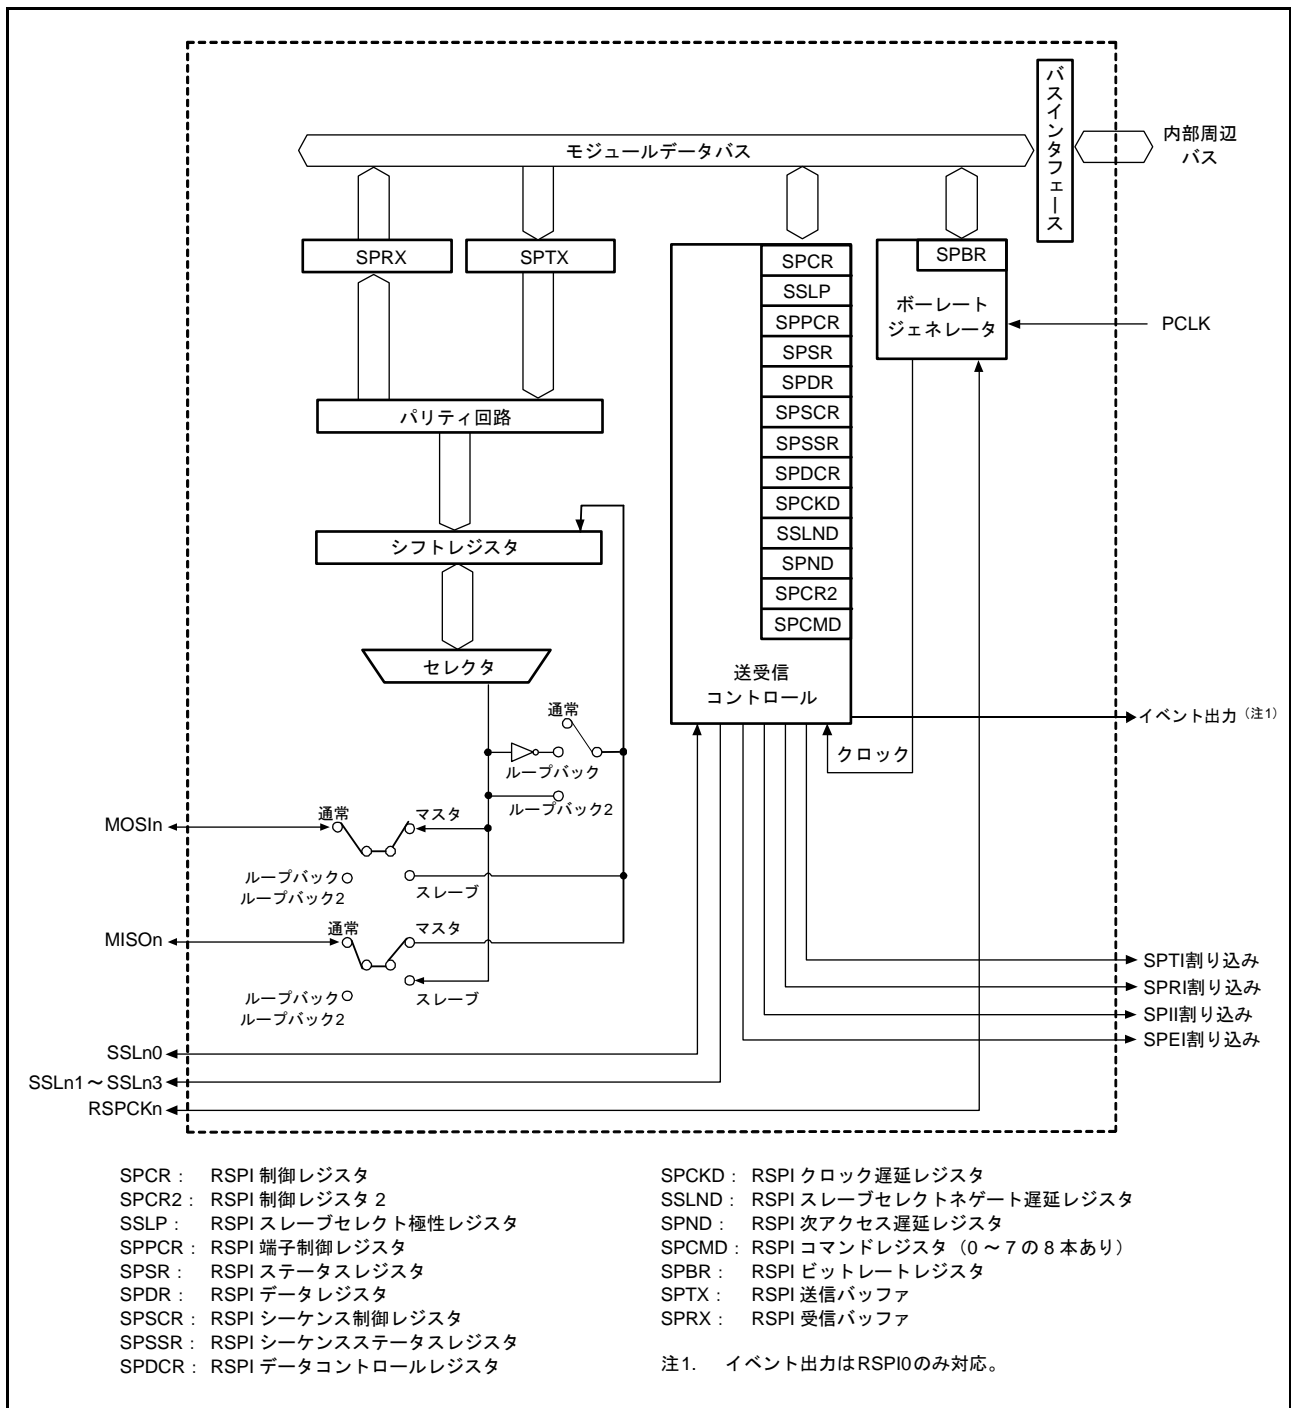 バスインタフェース
内部周辺
バス
モジュールデータバス
SPRX
SPTX
SPCR
SSLP
SPPCR
SPSR
SPDR
SPSCR
SPSSR
SPDCR
SPCKD
SSLND
SPND
SPCR2
SPCMD
送受信
コントロール
SPBR
ボーレート
ジェネレータ
PCLK
パリティ回路
シフトレジスタ
セレクタ
通常
ループバック
ループバック2
イベント出力（注1）
クロック
MOSIn
通常
マスタ
ループバック
ループバック2
スレーブ
MISOn
通常
マスタ
ループバック
ループバック2
スレーブ
SPTI割り込み
SPRI割り込み
SPII割り込み
SPEI割り込み
SSLn0
SSLn1～SSLn3
RSPCKn
SPCR： RSPI 制御レジスタ
SPCR2： RSPI 制御レジスタ 2
SSLP： RSPI スレーブセレクト極性レジスタ
SPPCR： RSPI 端子制御レジスタ
SPSR： RSPI ステータスレジスタ
SPDR： RSPI データレジスタ
SPSCR： RSPI シーケンス制御レジスタ
SPSSR： RSPI シーケンスステータスレジスタ
SPDCR： RSPI データコントロールレジスタ
SPCKD： RSPI クロック遅延レジスタ
SSLND： RSPI スレーブセレクトネゲート遅延レジスタ
SPND： RSPI 次アクセス遅延レジスタ
SPCMD： RSPI コマンドレジスタ（0 ～ 7 の 8 本あり）
SPBR： RSPI ビットレートレジスタ
SPTX： RSPI 送信バッファ
SPRX： RSPI 受信バッファ
注1. イベント出力はRSPI0のみ対応。